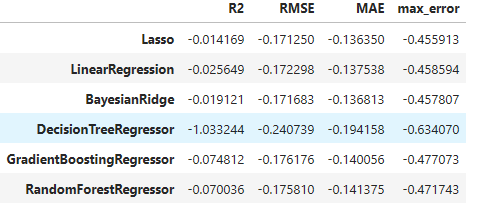 R2 RMSE MAE max_error
Lasso -0.014169 -0.171250 -0.136350 -0.455913
LinearRegression -0.025649 -0.172298 -0.137538 -0.458594
BayesianRidge -0.019121 -0.171683 -0.136813 -0.457807
DecisionTreeRegressor -1.033244 -0.240739 -0.194158 -0.634070
GradientBoostingRegressor -0.074812 -0.176176 -0.140056 -0.477073
RandomForestRegressor -0.070036 -0.175810 -0.141375 -0.471743